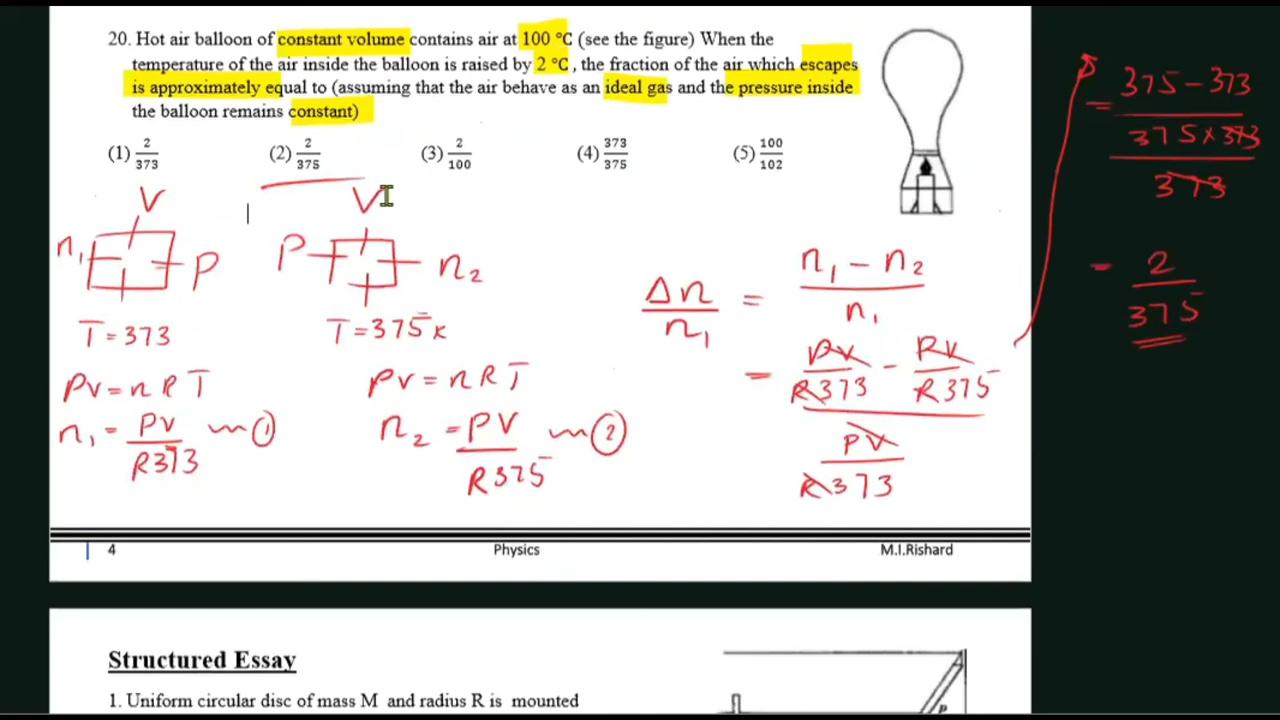 20. Hot air balloon of constant volume contains air at 100 °C (see the figure) When the
temperature of the air inside the balloon is raised by 2 °C , the fraction of the air which escapes
is approximately equal to (assuming that the air behave as an ideal gas and the pressure inside
the balloon remains constant)
(1) 2/373 (2) 2/375 (3) 2/100 (4) 373/375 (5) 100/102
V
n₁ P
T = 373
PV = nRT
n₁ = PV/R373 ①
V
P n₂
T = 375 K
PV = nRT
n₂ = PV/R375 ②
Δn/n₁ = (n₁ - n₂)/n₁
= (PV/R373 - PV/R375)/(PV/R373)
= (375 - 373)/(375 × 373)/373
= 2/375
4 Physics M.I.Rishard
Structured Essay
1. Uniform circular disc of mass M and radius R is mounted
P